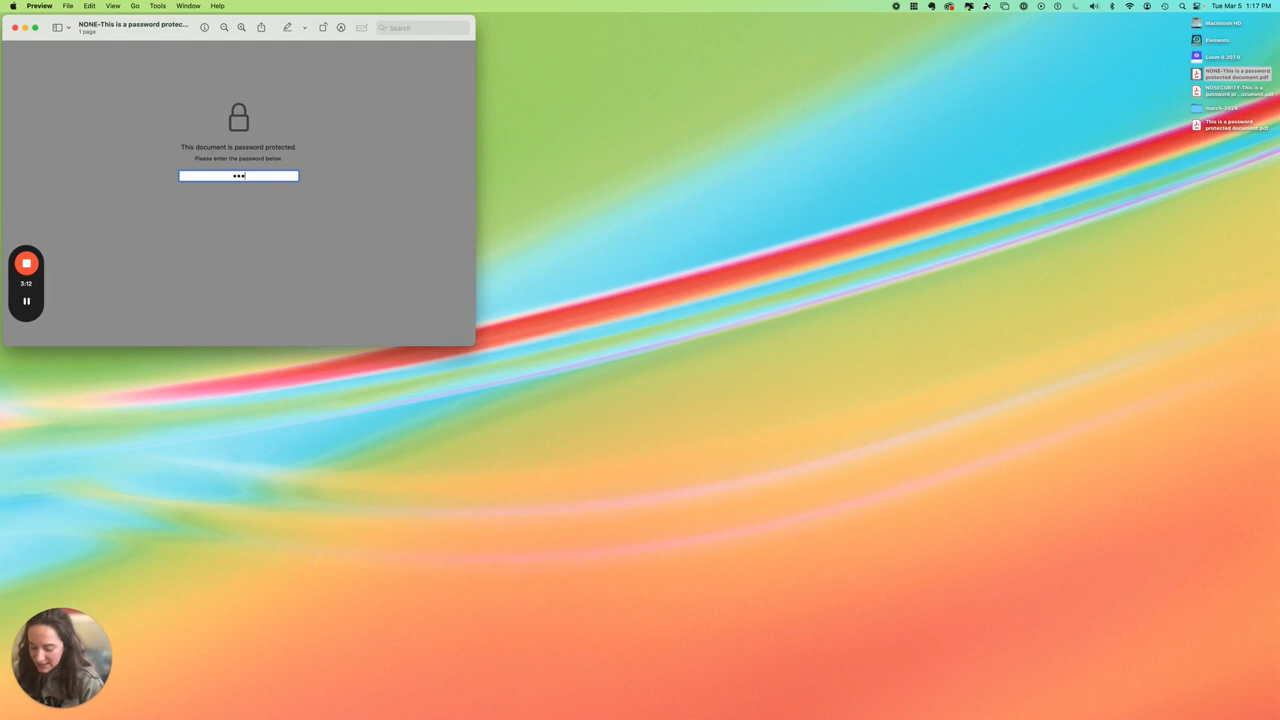 Preview File Edit View Go Tools Window Help
Tue Mar 5 1:17 PM
NONE-This is a password protec...
1 page
Search
This document is password protected.
Please enter the password below.
•••
3:12
Macintosh HD
Elements
Loom 0.207.0
NONE-This is a password
protected document.pdf
NOSECURITY-This is a
password pr...ocument.pdf
march-2024
This is a password
protected document.pdf